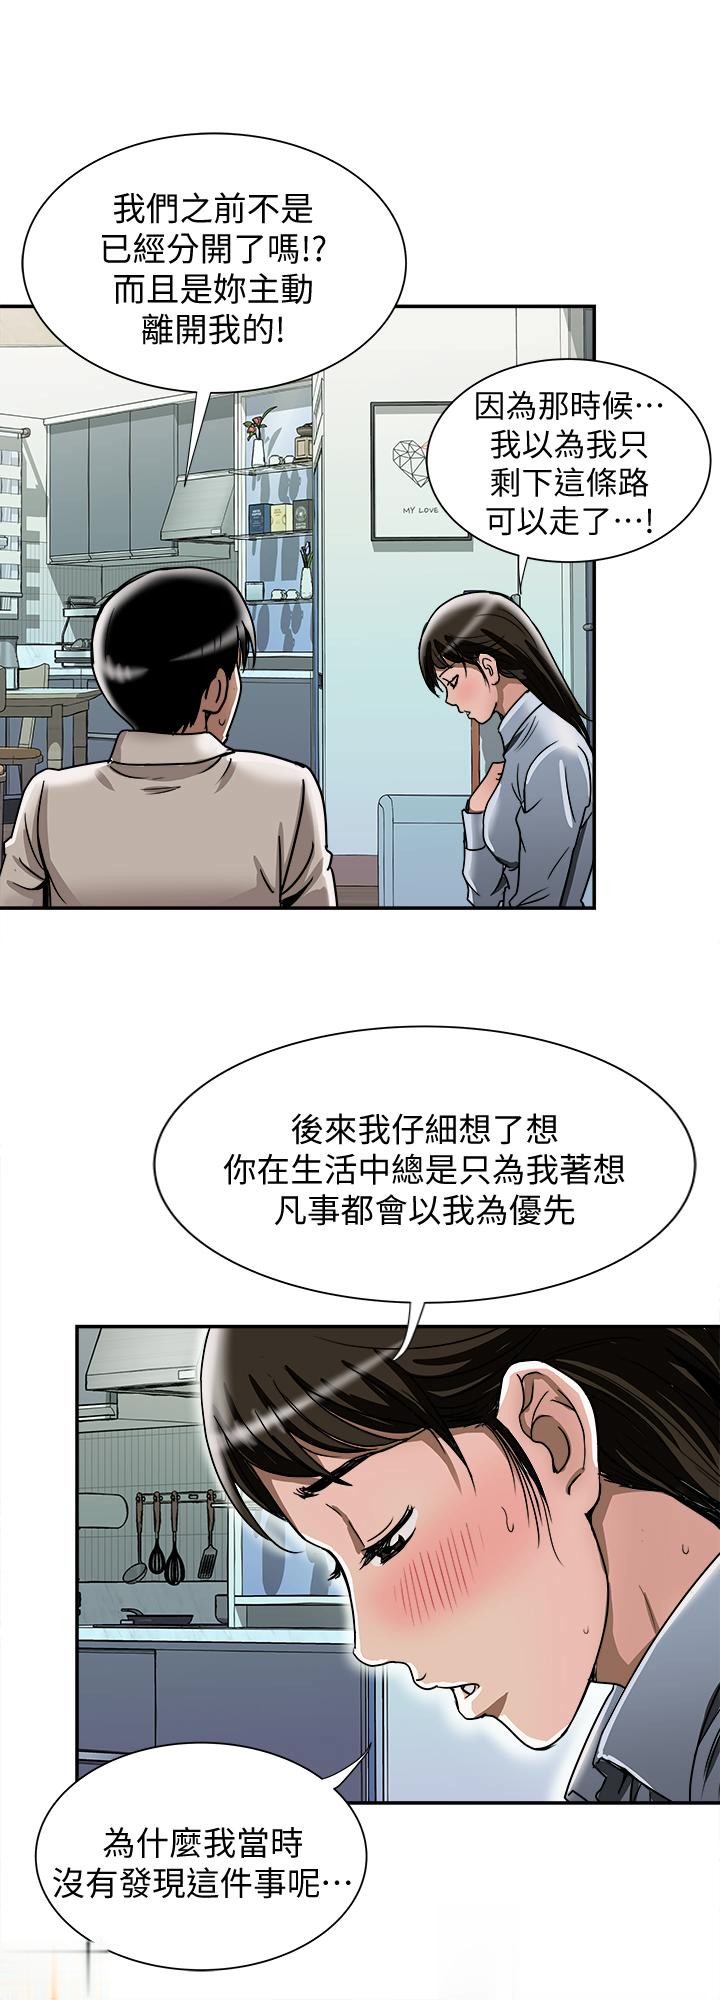 我們之前不是
已經分開了嗎!?
而且是妳主動
離開我的!
因為那時候…
我以為我只
剩下這條路
可以走了…!
MY LOVE
後來我仔細想了想
你在生活中總是只為我著想
凡事都會以我為優先
為什麼我當時
沒有發現這件事呢…